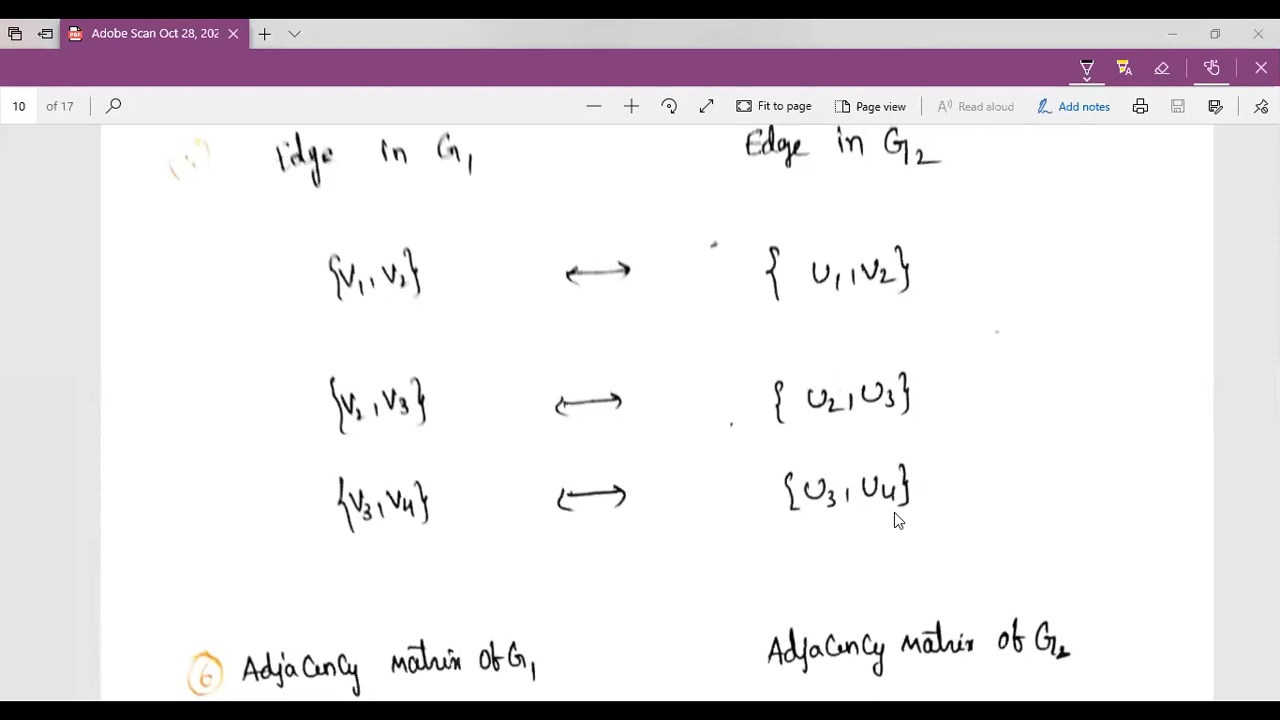 Adobe Scan Oct 28, 202
10 of 17
Fit to page
Page view
Read aloud
Add notes
Edge in G1 Edge in G2
{V1, V2} ↔ { U1, U2}
{V2, V3} ↔ { U2, U3}
{V3, V4} ↔ {U3, U4}
6 Adjacency matrix of G1 Adjacency matrix of G2